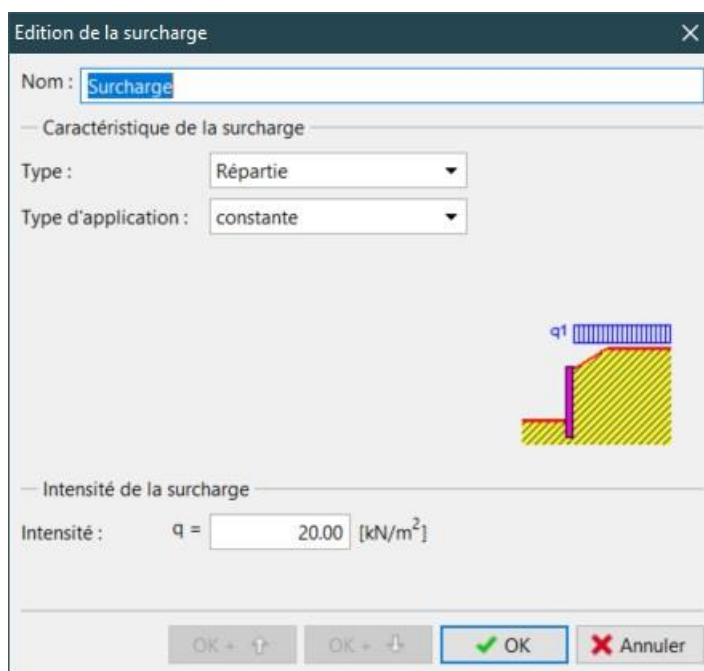 Edition de la surcharge
Nom : Surcharge
Caractéristique de la surcharge
Type : Répartie
Type d'application : constante
q1
Intensité de la surcharge
Intensité : q = 20.00 [kN/m²]
OK + OK + OK Annuler